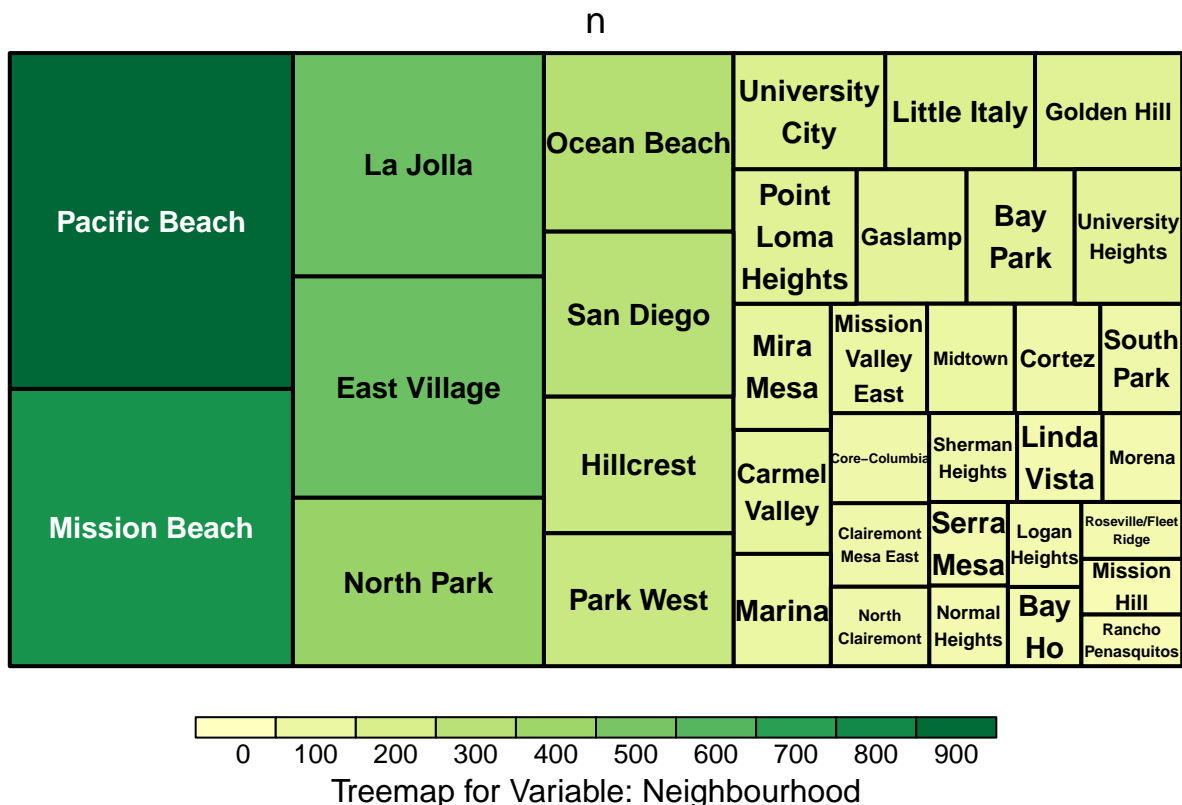 n
Pacific Beach
Mission Beach
La Jolla
East Village
North Park
Ocean Beach
San Diego
Hillcrest
Park West
University
City
Little Italy
Golden Hill
Point
Loma
Heights
Gaslamp
Bay
Park
University
Heights
Mira
Mesa
Carmel
Valley
Marina
Mission
Valley
East
Midtown
Cortez
South
Park
Core−Columbia
Sherman
Heights
Linda
Vista
Morena
Clairemont
Mesa East
Serra
Mesa
Logan
Heights
Roseville/Fleet
Ridge
Mission
Hill
North
Clairemont
Normal
Heights
Bay
Ho
Rancho
Penasquitos
0 100 200 300 400 500 600 700 800 900
Treemap for Variable: Neighbourhood